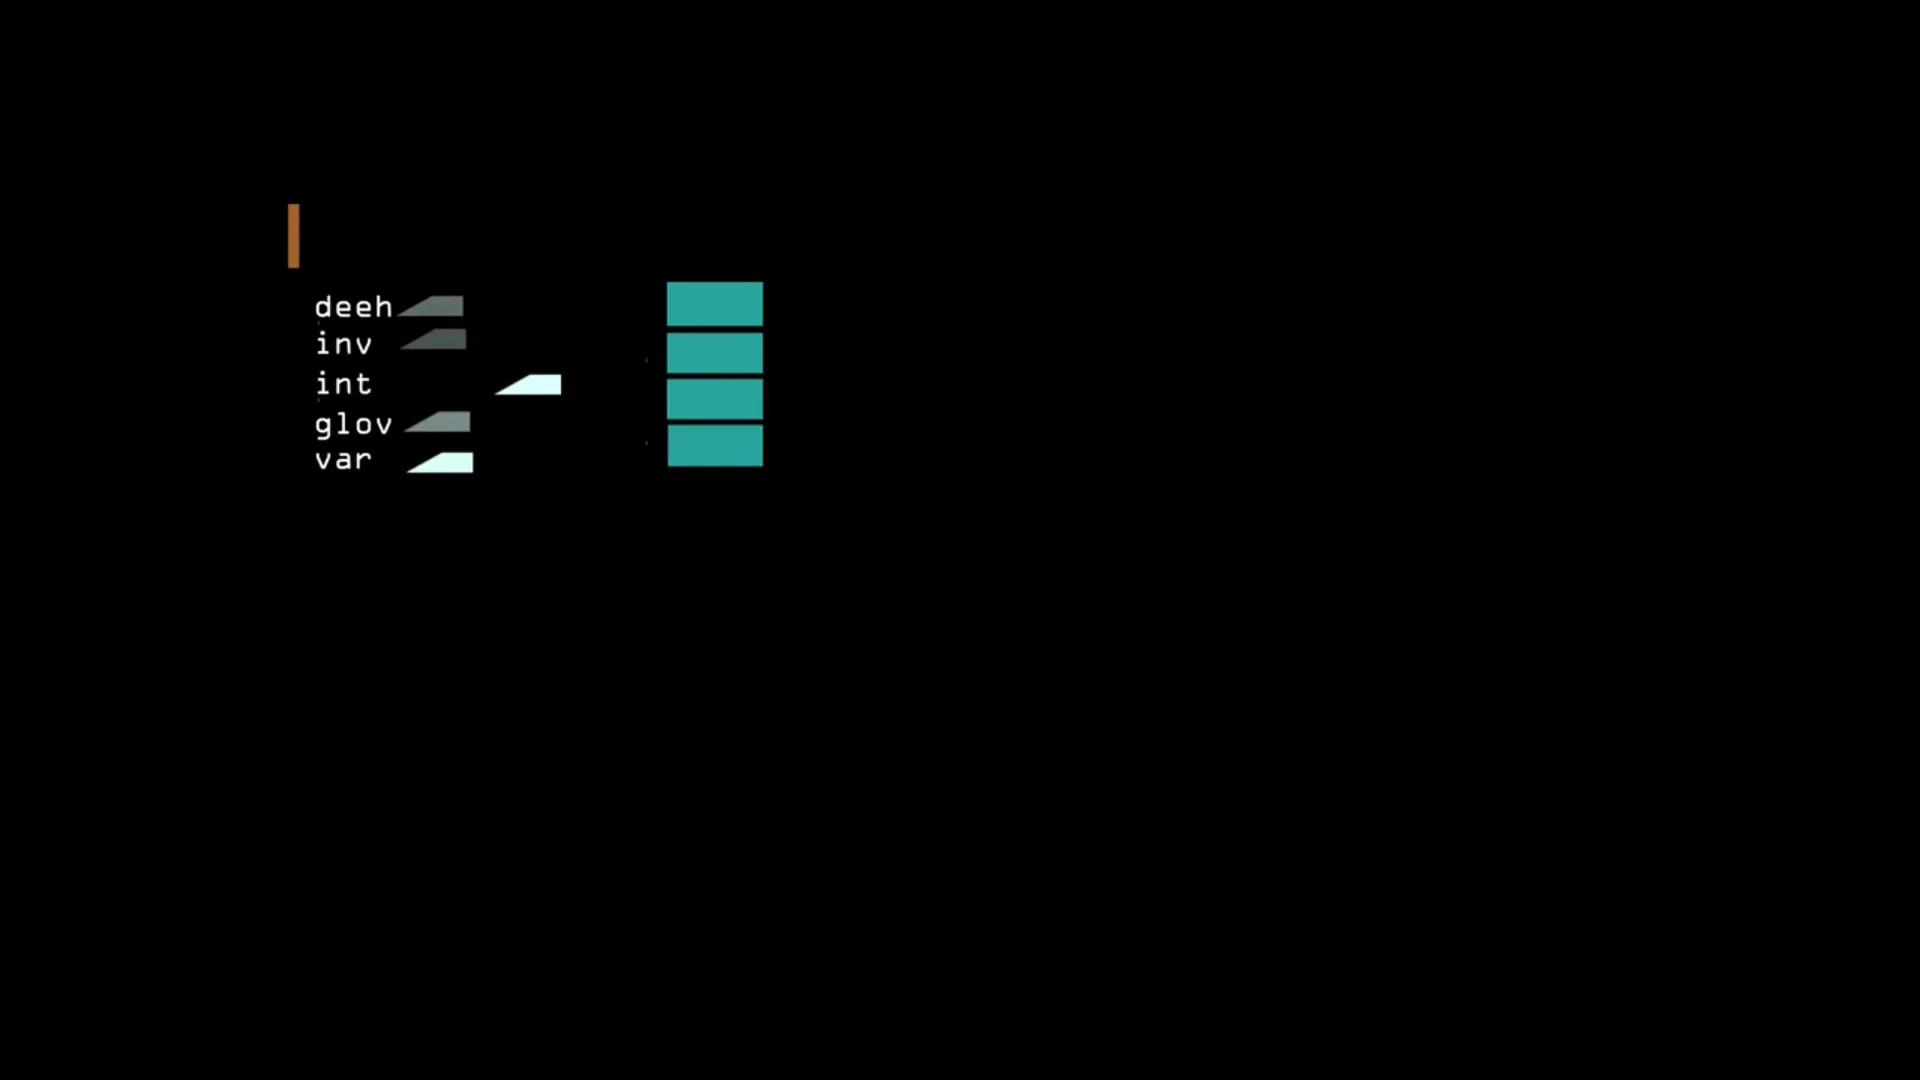 deeh
inv
int
glov
var